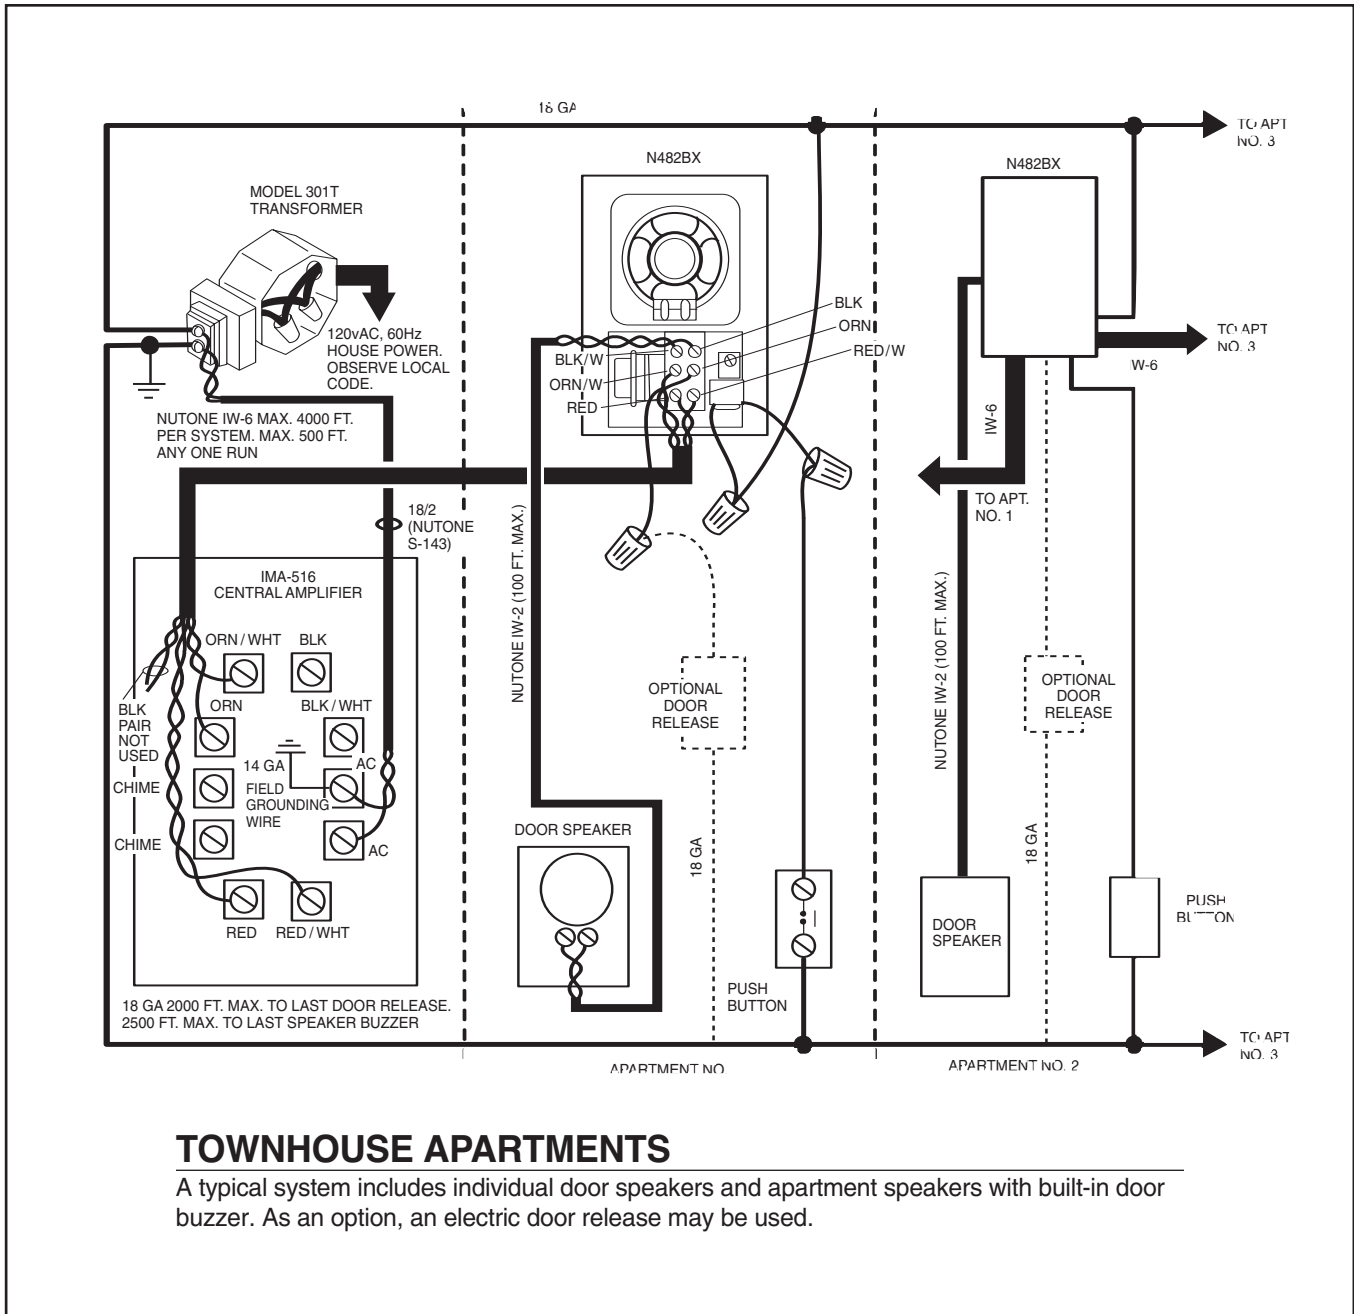 18 GA
TO APT
NO. 3
N482BX
N482BX
MODEL 301T
TRANSFORMER
BLK
ORN
RED/W
BLK/W
ORN/W
RED
120vAC, 60Hz
HOUSE POWER.
OBSERVE LOCAL
CODE.
TO APT
NO. 3
IW-6
IW-6
NUTONE IW-6 MAX. 4000 FT.
PER SYSTEM. MAX. 500 FT.
ANY ONE RUN
TO APT.
NO. 1
18/2
(NUTONE
S-143)
NUTONE IW-2 (100 FT. MAX.)
NUTONE IW-2 (100 FT. MAX.)
IMA-516
CENTRAL AMPLIFIER
ORN / WHT
BLK
BLK
PAIR
NOT
USED
ORN
BLK / WHT
14 GA
FIELD
GROUNDING
WIRE
AC
CHIME
CHIME
AC
RED
RED / WHT
OPTIONAL
DOOR
RELEASE
OPTIONAL
DOOR
RELEASE
18 GA
18 GA
DOOR SPEAKER
DOOR
SPEAKER
PUSH
BUTTON
PUSH
BUTTON
18 GA 2000 FT. MAX. TO LAST DOOR RELEASE.
2500 FT. MAX. TO LAST SPEAKER BUZZER
TO APT
NO. 3
APARTMENT NO
APARTMENT NO. 2
TOWNHOUSE APARTMENTS
A typical system includes individual door speakers and apartment speakers with built-in door
buzzer. As an option, an electric door release may be used.